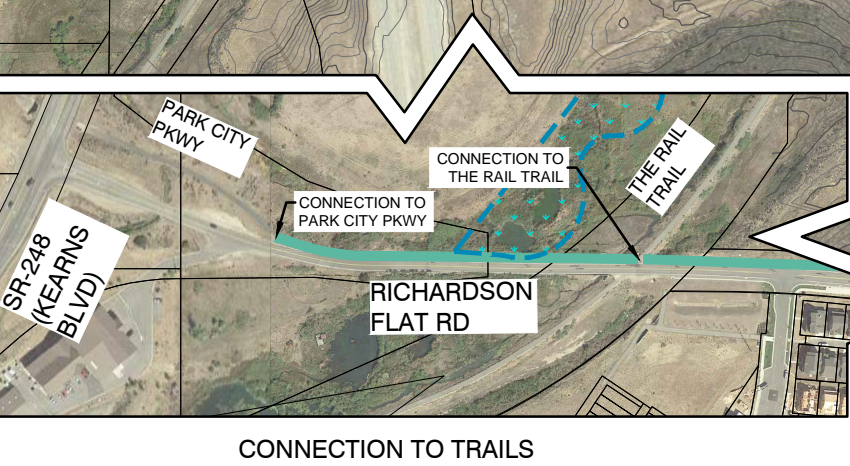 PARK CITY
PKWY
CONNECTION TO
THE RAIL TRAIL
THE RAIL
TRAIL
CONNECTION TO
PARK CITY PKWY
SR-248
(KEARNS
BLVD)
RICHARDSON
FLAT RD
CONNECTION TO TRAILS